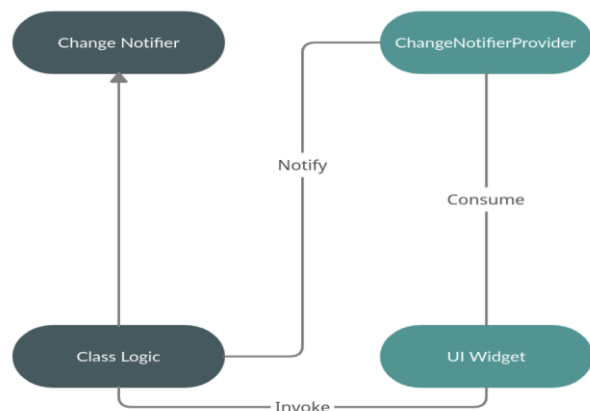 Change Notifier
ChangeNotifierProvider
Notify
Consume
Class Logic
UI Widget
Invoke